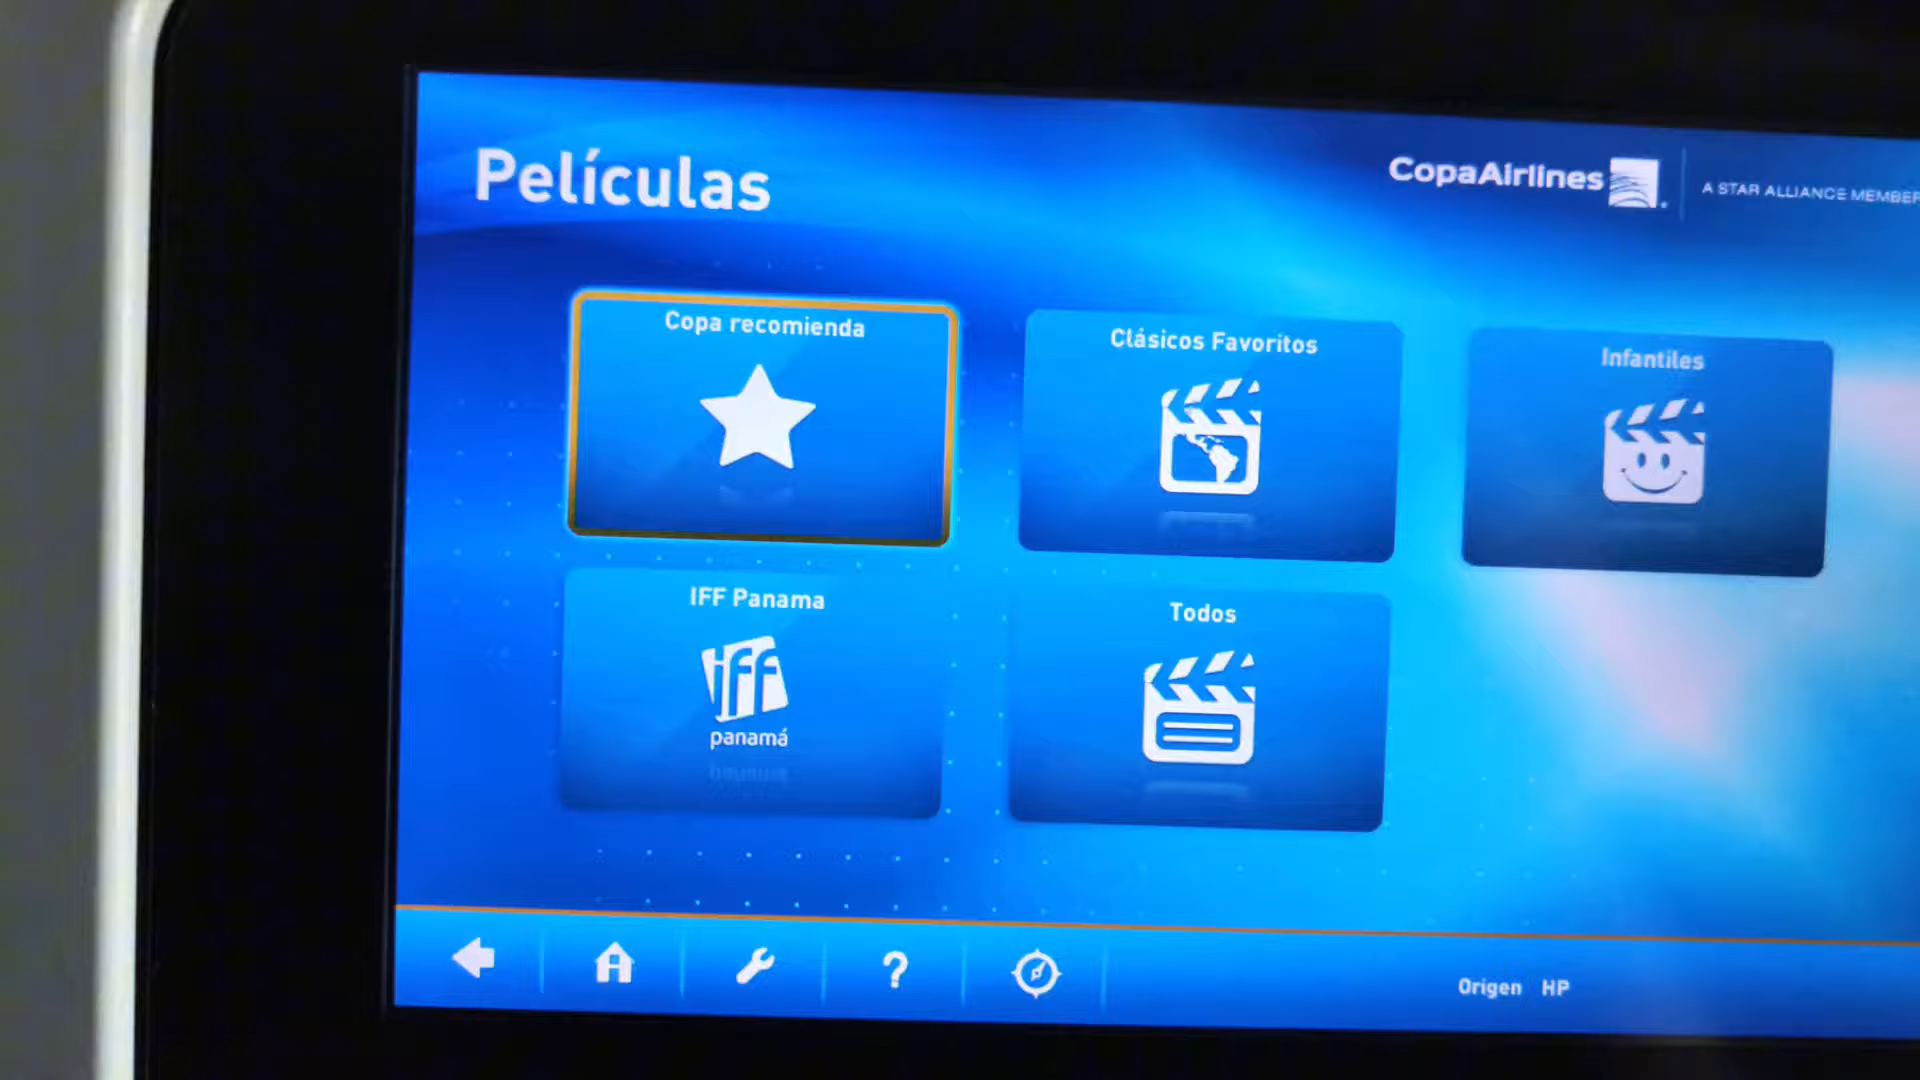 Películas
CopaAirlines
A STAR ALLIANCE MEMBER
Copa recomienda
Clásicos Favoritos
Infantiles
IFF Panama
iff
panamá
Todos
?
Origen HP